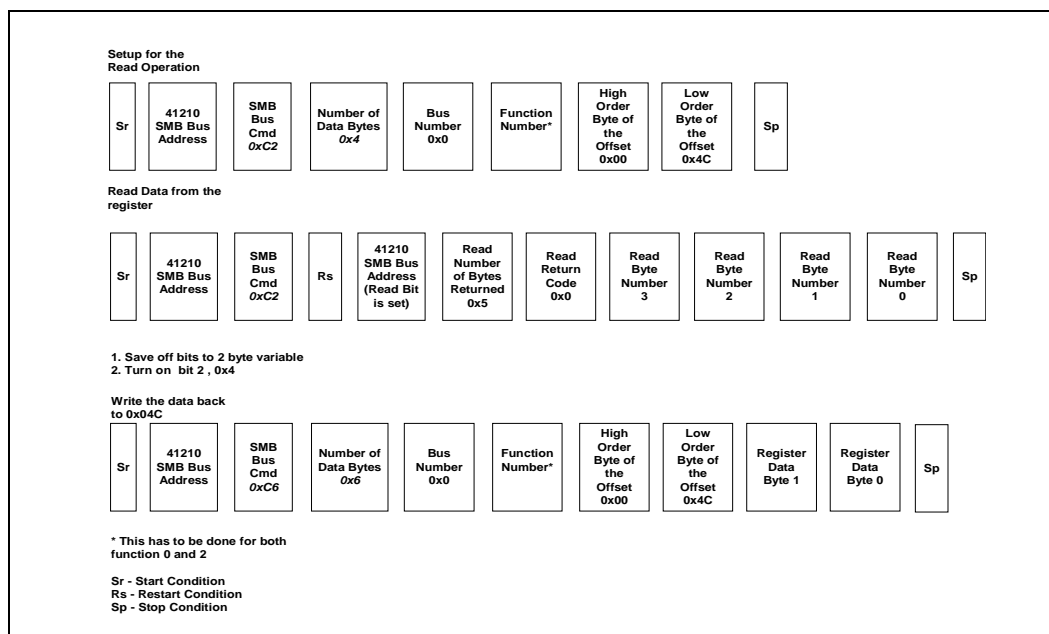 Setup for the
Read Operation
Sr
41210
SMB Bus
Address
SMB
Bus
Cmd
0xC2
Number of
Data Bytes
0x4
Bus
Number
0x0
Function
Number*
High
Order
Byte of
the
Offset
0x00
Low
Order
Byte of
the
Offset
0x4C
Sp
Read Data from the
register
Sr
41210
SMB Bus
Address
SMB
Bus
Cmd
0xC2
Rs
41210
SMB Bus
Address
(Read Bit
is set)
Read
Number
of Bytes
Returned
0x5
Read
Return
Code
0x0
Read
Byte
Number
3
Read
Byte
Number
2
Read
Byte
Number
1
Read
Byte
Number
0
Sp
1. Save off bits to 2 byte variable
2. Turn on bit 2 , 0x4
Write the data back
to 0x04C
Sr
41210
SMB Bus
Address
SMB
Bus
Cmd
0xC6
Number of
Data Bytes
0x6
Bus
Number
0x0
Function
Number*
High
Order
Byte of
the
Offset
0x00
Low
Order
Byte of
the
Offset
0x4C
Register
Data
Byte 1
Register
Data
Byte 0
Sp
* This has to be done for both
function 0 and 2
Sr - Start Condition
Rs - Restart Condition
Sp - Stop Condition